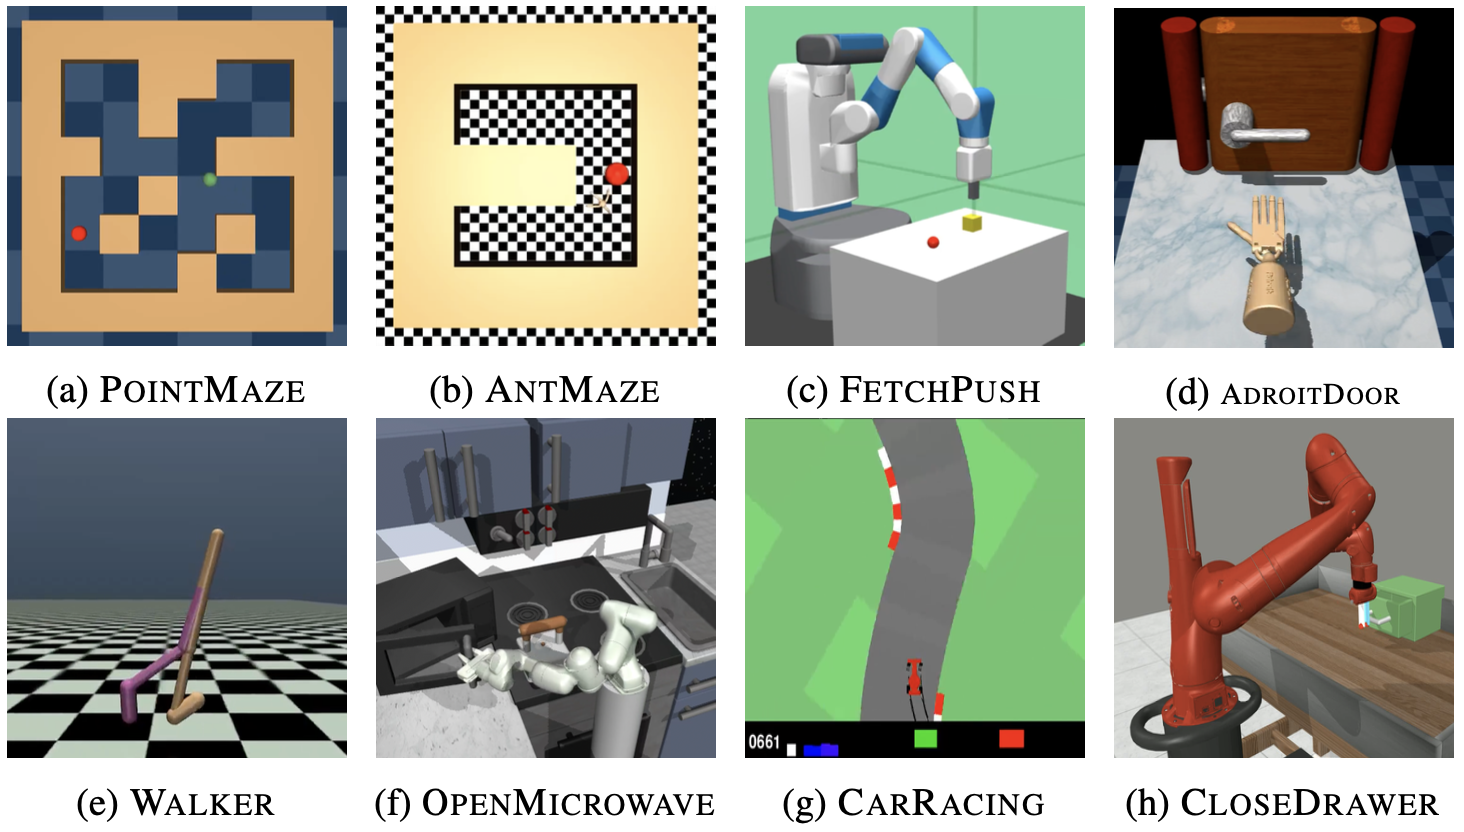 (a) POINTMAZE
(b) ANTMAZE
(c) FETCHPUSH
(d) ADROITDOOR
0661
(e) WALKER
(f) OPENMICROWAVE
(g) CARRACING
(h) CLOSEDRAWER